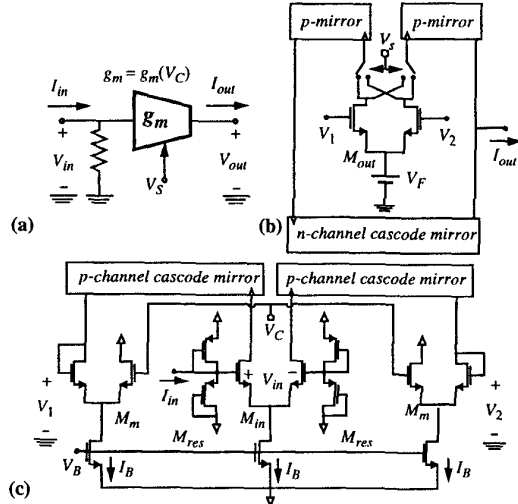 p-mirror
p-mirror
g_m = g_m(V_C)
I_in
I_out
g_m
+
+
V_in
V_out
V_S
(a)
V_s
V_1
V_2
M_out
V_F
I_out
(b)
n-channel cascode mirror
p-channel cascode mirror
p-channel cascode mirror
V_C
+
V_1
I_in
+
V_in
−
+
V_2
M_m
M_in
M_m
M_res
M_res
V_B
I_B
I_B
I_B
(c)